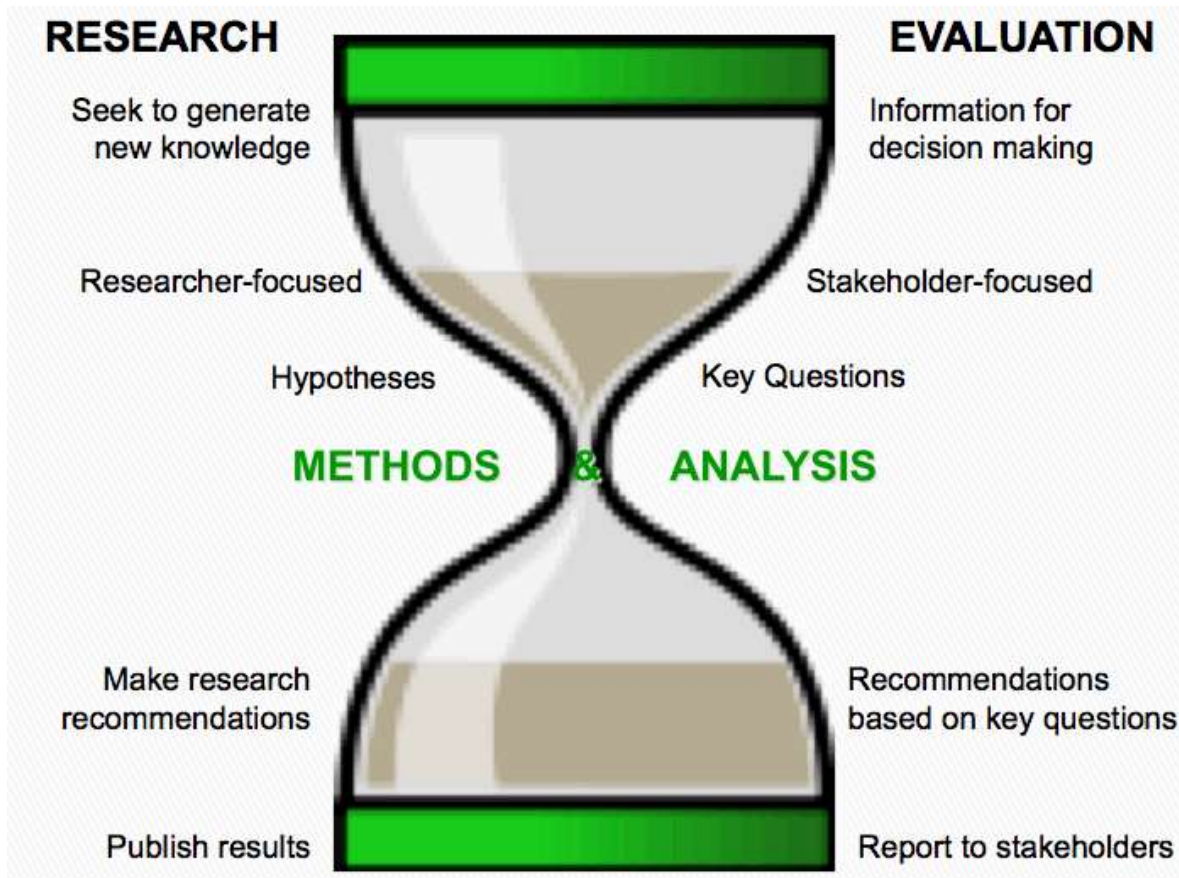 RESEARCH
EVALUATION
Seek to generate
new knowledge
Information for
decision making
Researcher-focused
Stakeholder-focused
Hypotheses
Key Questions
METHODS & ANALYSIS
Make research
recommendations
Recommendations
based on key questions
Publish results
Report to stakeholders